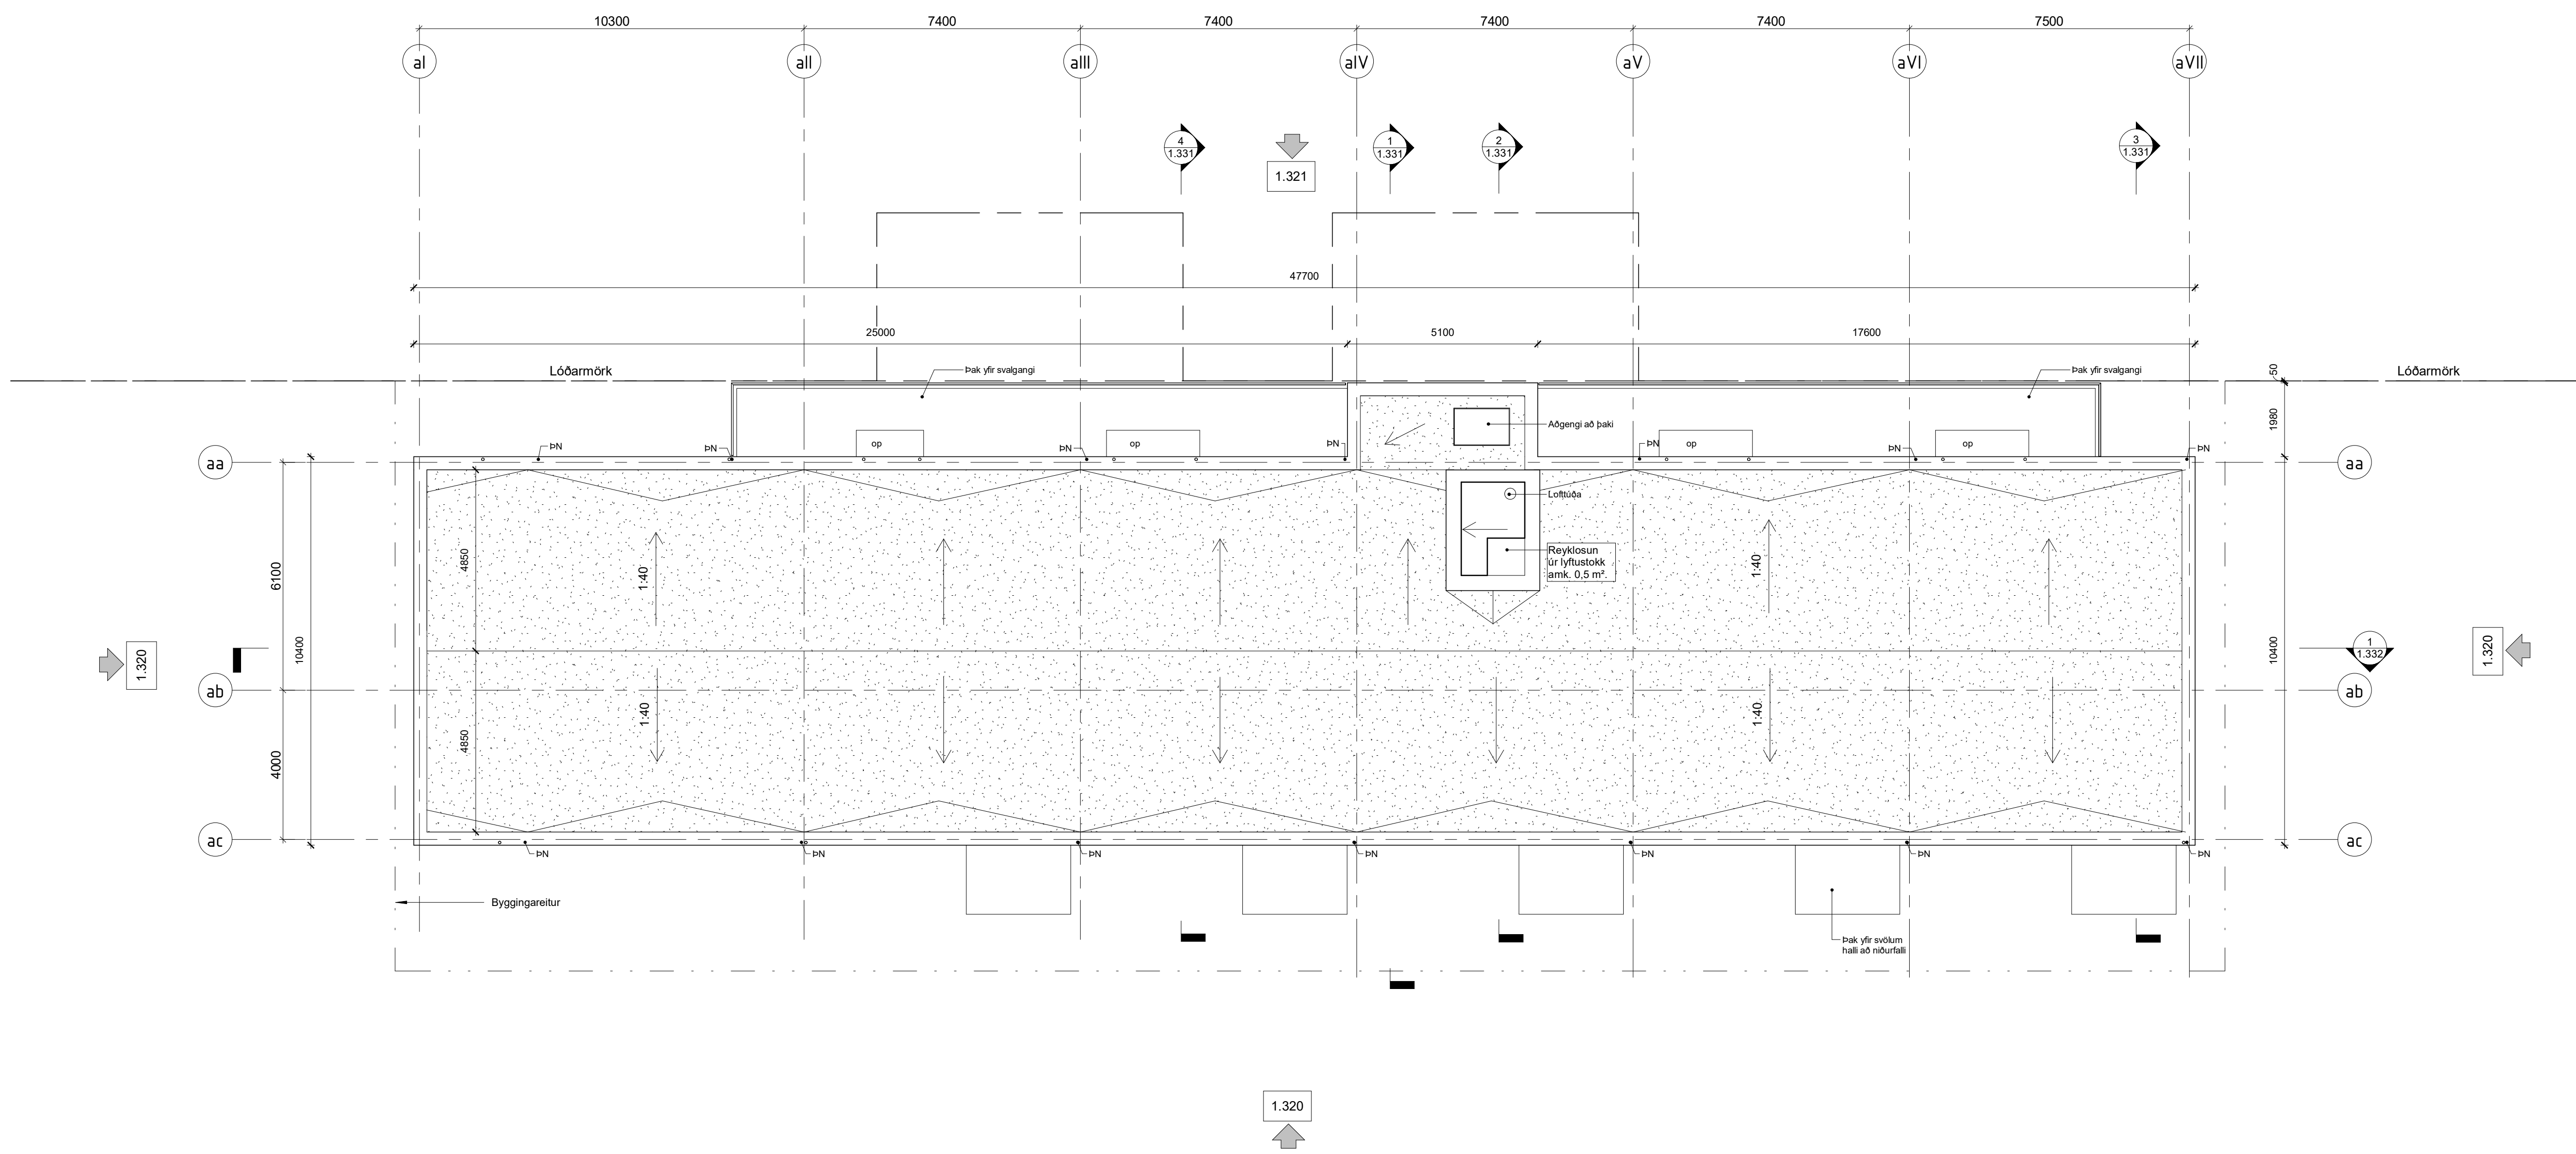 10300 7400 7400 7400 7400 7500
aI aII aIII aIV aV aVI aVII
4
1.331
1.321
1
1.331
2
1.331
3
1.331
47700
25000 5100 17600
Lóðarmörk
Þak yfir svalgangi
Þak yfir svalgangi
50
Lóðarmörk
1980
Aðgengi að þaki
op op op op
ÞN ÞN ÞN ÞN ÞN ÞN ÞN
aa aa
Lofttúða
4850
6100
1:40
1:40
Reyklosun
úr lyftustokk
amk. 0,5 m².
10400
10400
1.320
1
1.332
1.320
ab ab
1:40
1:40
4850
4000
ac ac
ÞN ÞN ÞN ÞN ÞN ÞN ÞN
Byggingareitur
Þak yfir svölum
halli að niðurfalli
1.320